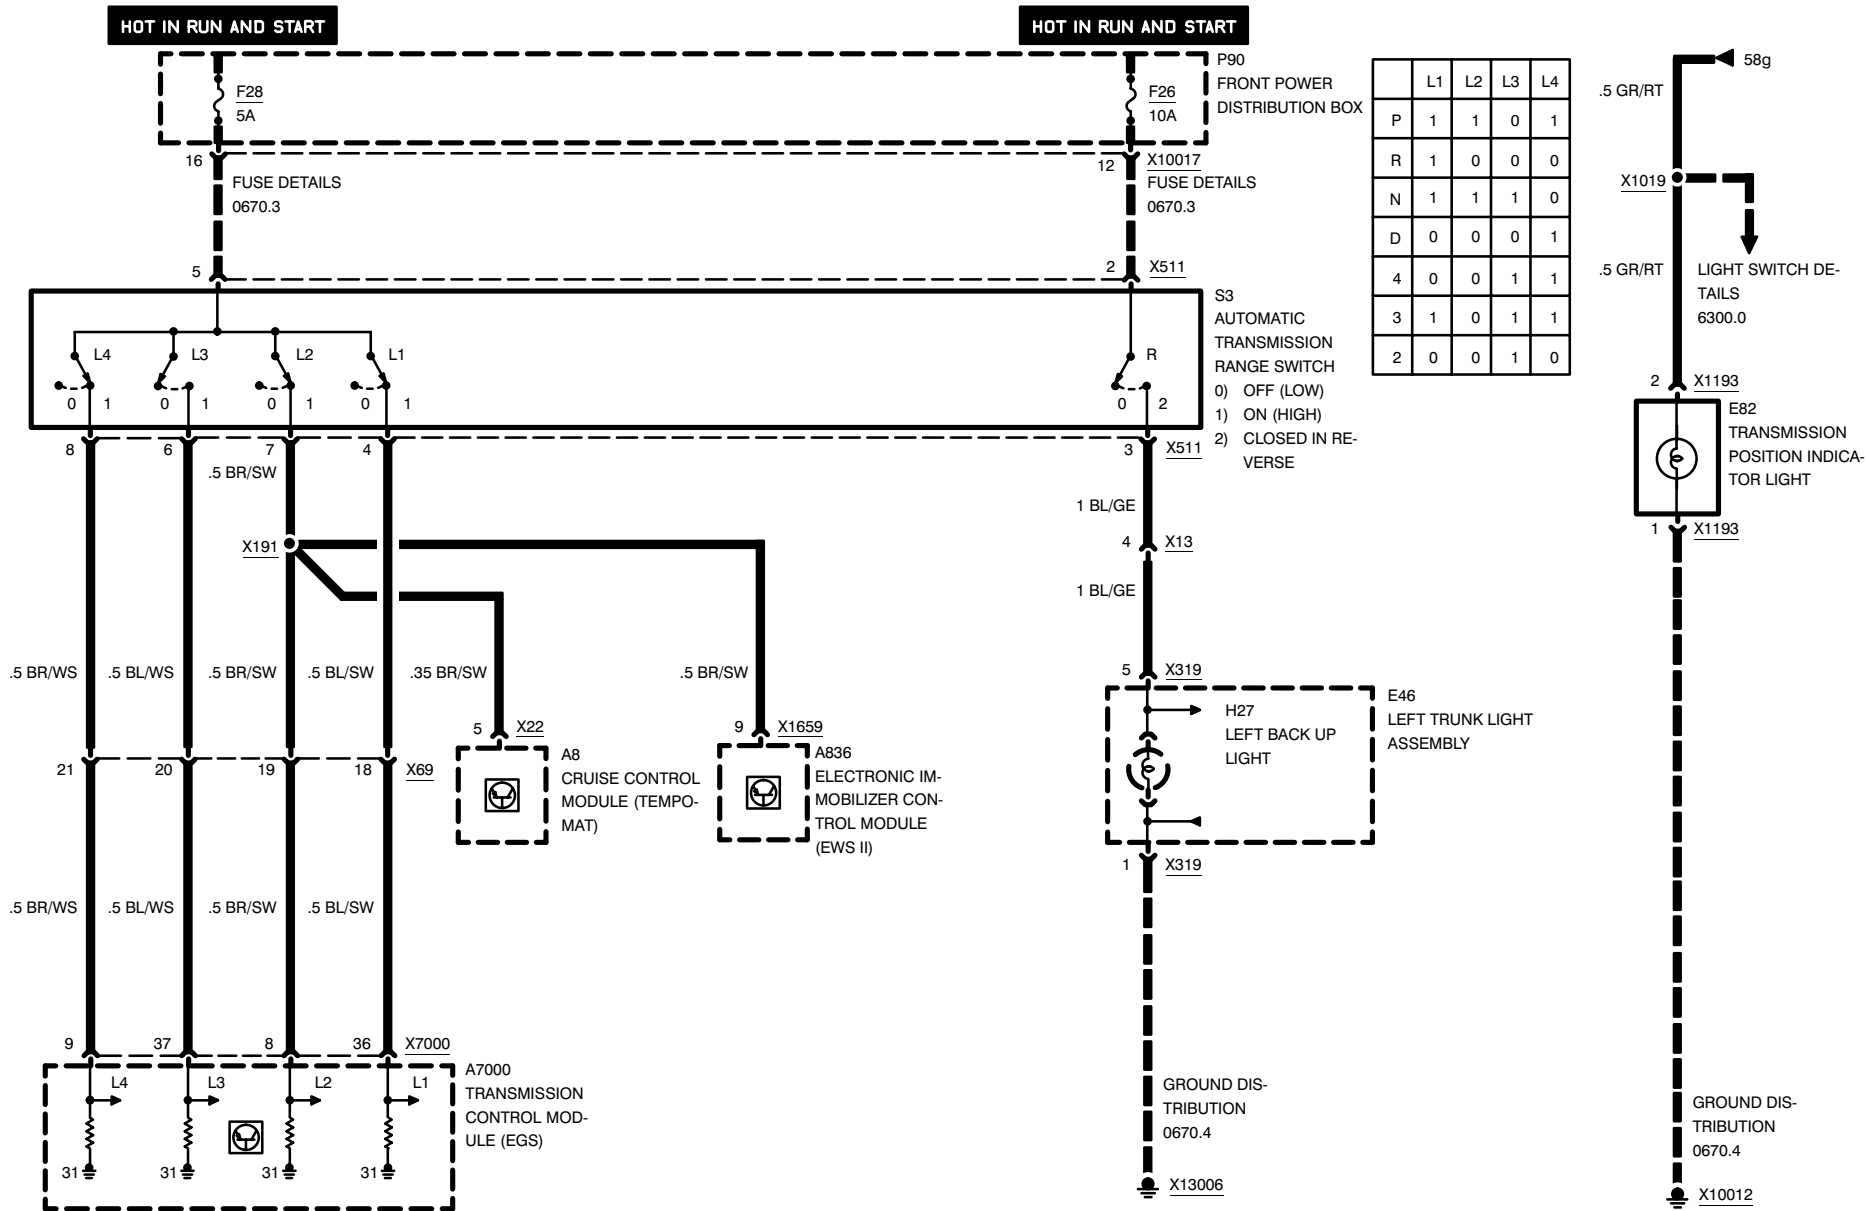 HOT IN RUN AND START
HOT IN RUN AND START
P90
FRONT POWER
DISTRIBUTION BOX
F28
5A
F26
10A
16
12
X10017
FUSE DETAILS
0670.3
FUSE DETAILS
0670.3
5
2
X511
L1 L2 L3 L4
P 1 1 0 1
R 1 0 0 0
N 1 1 1 0
D 0 0 0 1
4 0 0 1 1
3 1 0 1 1
2 0 0 1 0
58g
.5 GR/RT
X1019
.5 GR/RT
LIGHT SWITCH DE-
TAILS
6300.0
S3
AUTOMATIC
TRANSMISSION
RANGE SWITCH
0) OFF (LOW)
1) ON (HIGH)
2) CLOSED IN RE-
VERSE
L4 L3 L2 L1 R
0 1 0 1 0 1 0 1 0 2
2 X1193
E82
TRANSMISSION
POSITION INDICA-
TOR LIGHT
1 X1193
8 6 7 4 3 X511
.5 BR/SW
1 BL/GE
X191
4 X13
1 BL/GE
.5 BR/WS .5 BL/WS .5 BR/SW .5 BL/SW .35 BR/SW .5 BR/SW
5 X319
5 X22
9 X1659
E46
LEFT TRUNK LIGHT
ASSEMBLY
H27
LEFT BACK UP
LIGHT
21 20 19 18 X69
A8
CRUISE CONTROL
MODULE (TEMPO-
MAT)
A836
ELECTRONIC IM-
MOBILIZER CON-
TROL MODULE
(EWS II)
1 X319
.5 BR/WS .5 BL/WS .5 BR/SW .5 BL/SW
9 37 8 36 X7000
A7000
TRANSMISSION
CONTROL MOD-
ULE (EGS)
L4 L3 L2 L1
31 31 31 31
GROUND DIS-
TRIBUTION
0670.4
X13006
GROUND DIS-
TRIBUTION
0670.4
X10012